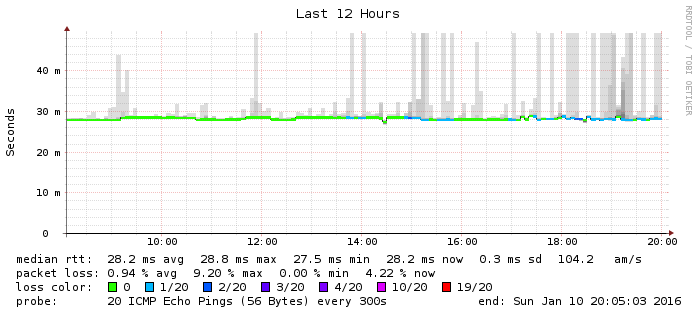 Last 12 Hours
RRDTOOL / TOBI OETIKER
Seconds
40 m
30 m
20 m
10 m
0
10:00 12:00 14:00 16:00 18:00 20:00
median rtt: 28.2 ms avg 28.8 ms max 27.5 ms min 28.2 ms now 0.3 ms sd 104.2 am/s
packet loss: 0.94 % avg 9.20 % max 0.00 % min 4.22 % now
loss color: 0 1/20 2/20 3/20 4/20 10/20 19/20
probe: 20 ICMP Echo Pings (56 Bytes) every 300s end: Sun Jan 10 20:05:03 2016